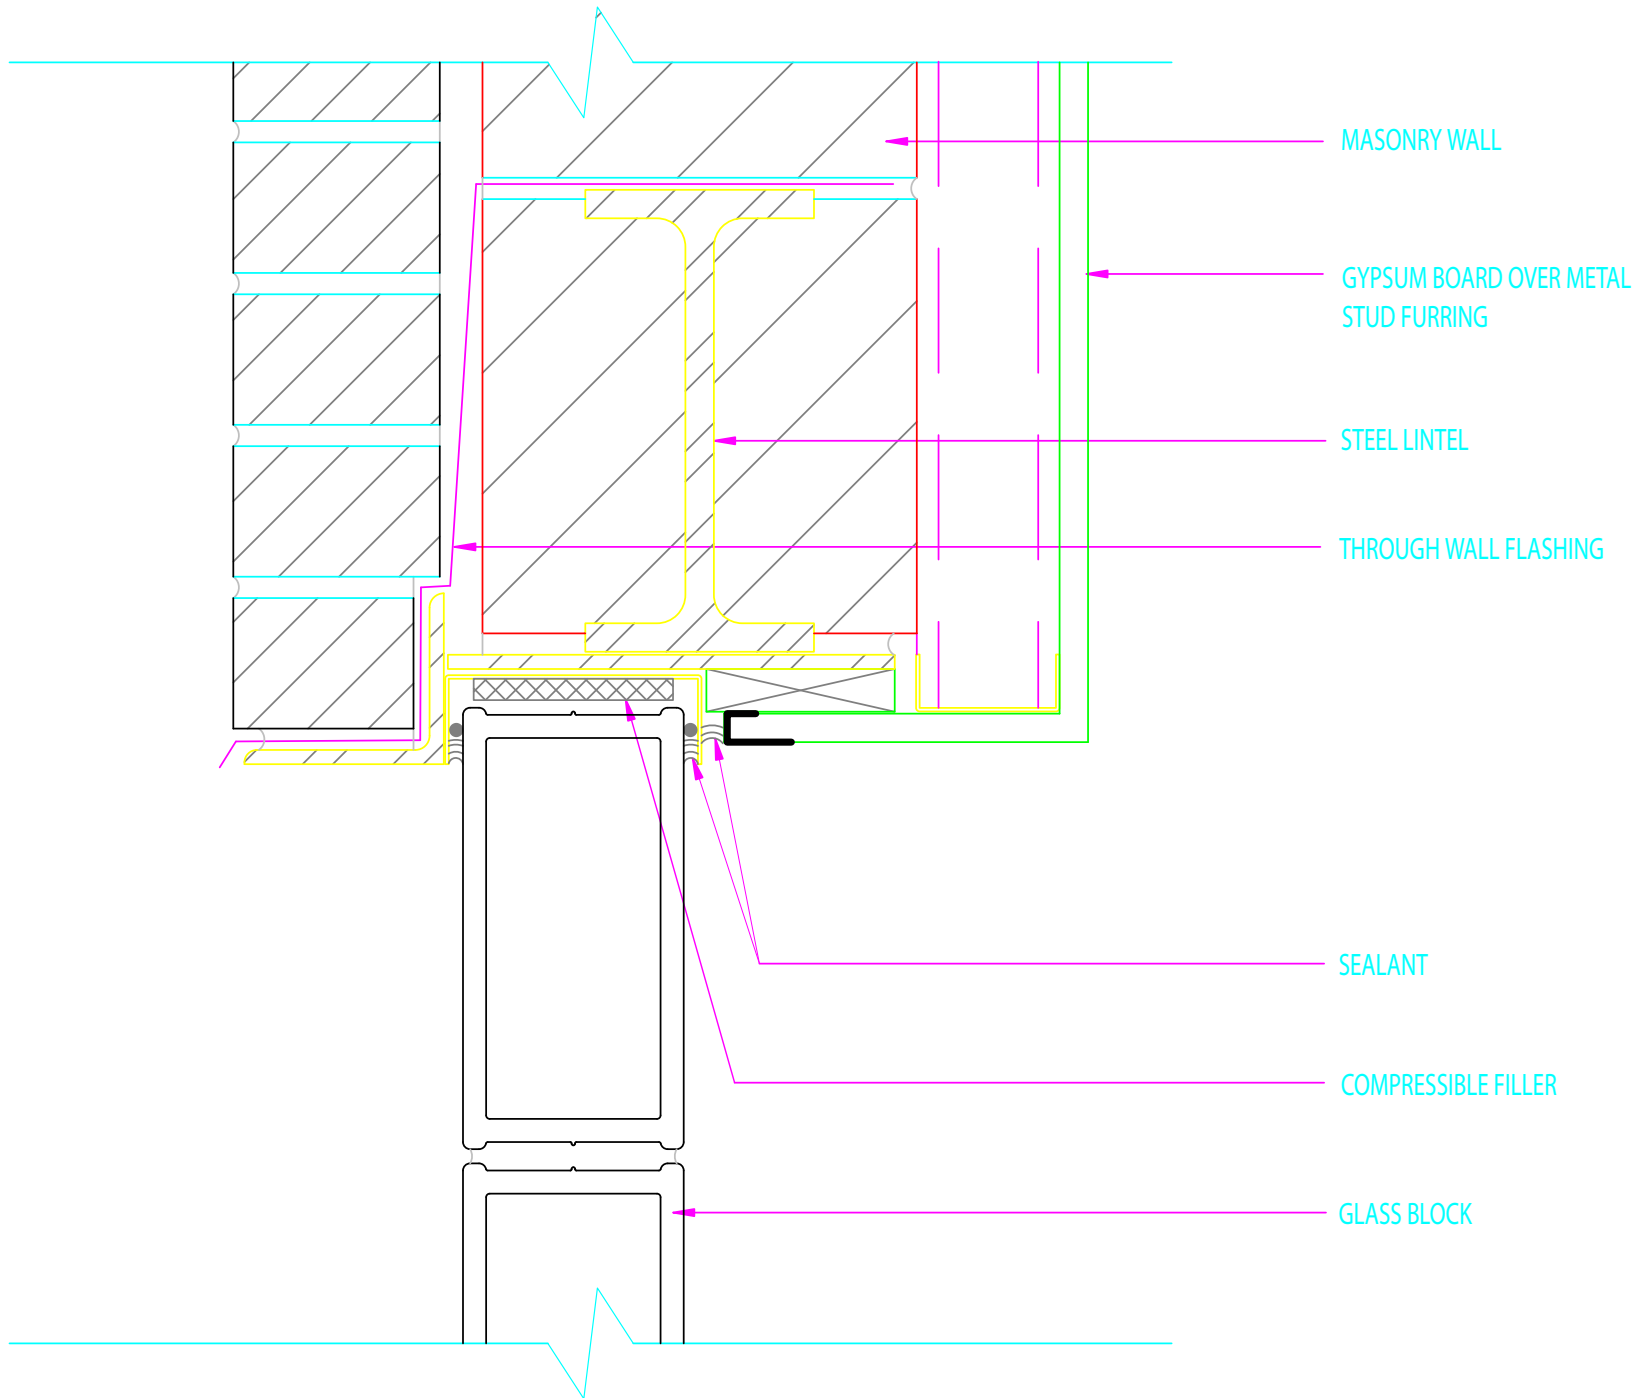 MASONRY WALL
GYPSUM BOARD OVER METAL
STUD FURRING
STEEL LINTEL
THROUGH WALL FLASHING
SEALANT
COMPRESSIBLE FILLER
GLASS BLOCK